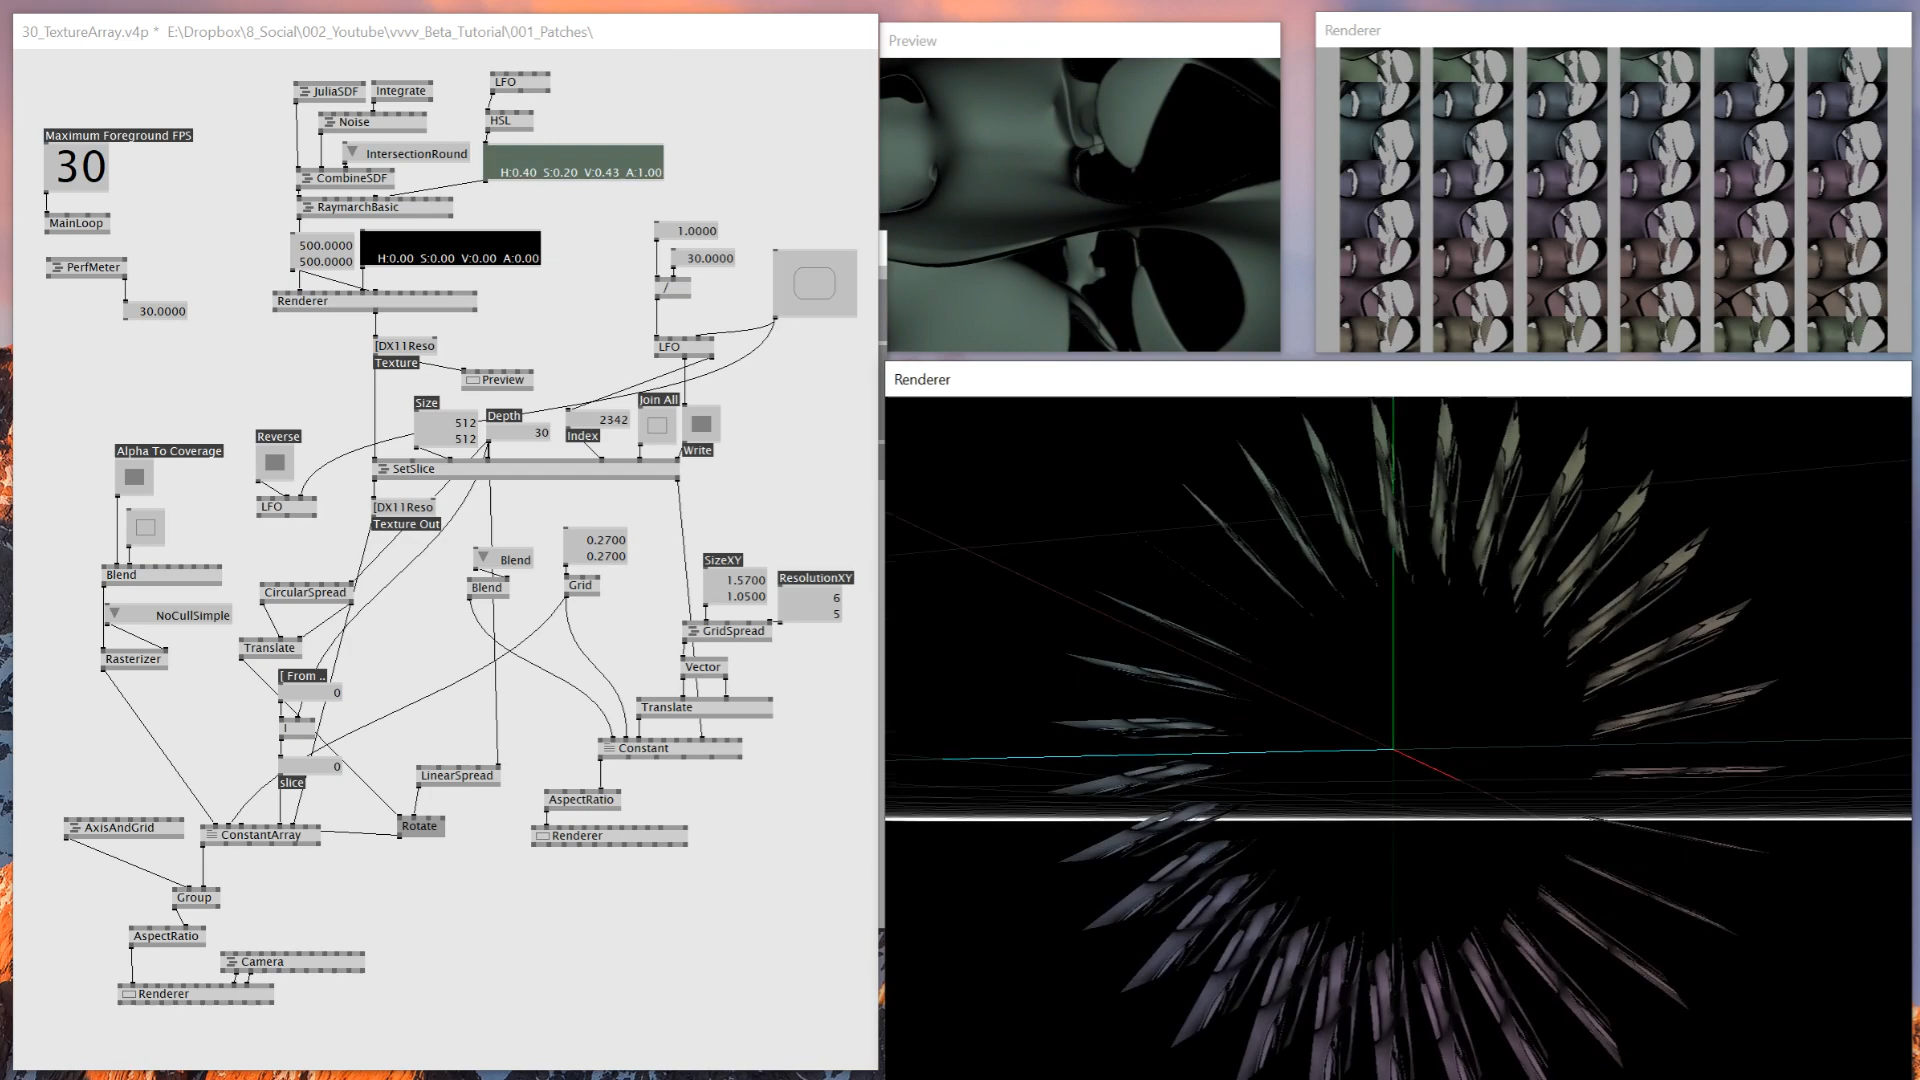 30_TextureArray.v4p *  E:\Dropbox\8_Social\002_Youtube\vvvv_Beta_Tutorial\001_Patches\
Preview
Renderer
LFO
JuliaSDF
Integrate
HSL
Noise
Maximum Foreground FPS
30
IntersectionRound
H:0.40 S:0.20 V:0.43 A:1.00
CombineSDF
RaymarchBasic
MainLoop
1.0000
500.0000
500.0000
H:0.00 S:0.00 V:0.00 A:0.00
30.0000
PerfMeter
/
Renderer
30.0000
[DX11Reso
Texture
LFO
Preview
Renderer
Size
512
512
Depth
30
2342
Index
Join All
Write
Reverse
Alpha To Coverage
SetSlice
LFO
[DX11Reso
Texture Out
0.2700
0.2700
Blend
SizeXY
1.5700
1.0500
ResolutionXY
6
5
Blend
CircularSpread
Blend
Grid
NoCullSimple
GridSpread
Translate
Rasterizer
Vector
[ From ..
0
Translate
Constant
0
slice
LinearSpread
AspectRatio
AxisAndGrid
ConstantArray
Rotate
Renderer
Group
AspectRatio
Camera
Renderer